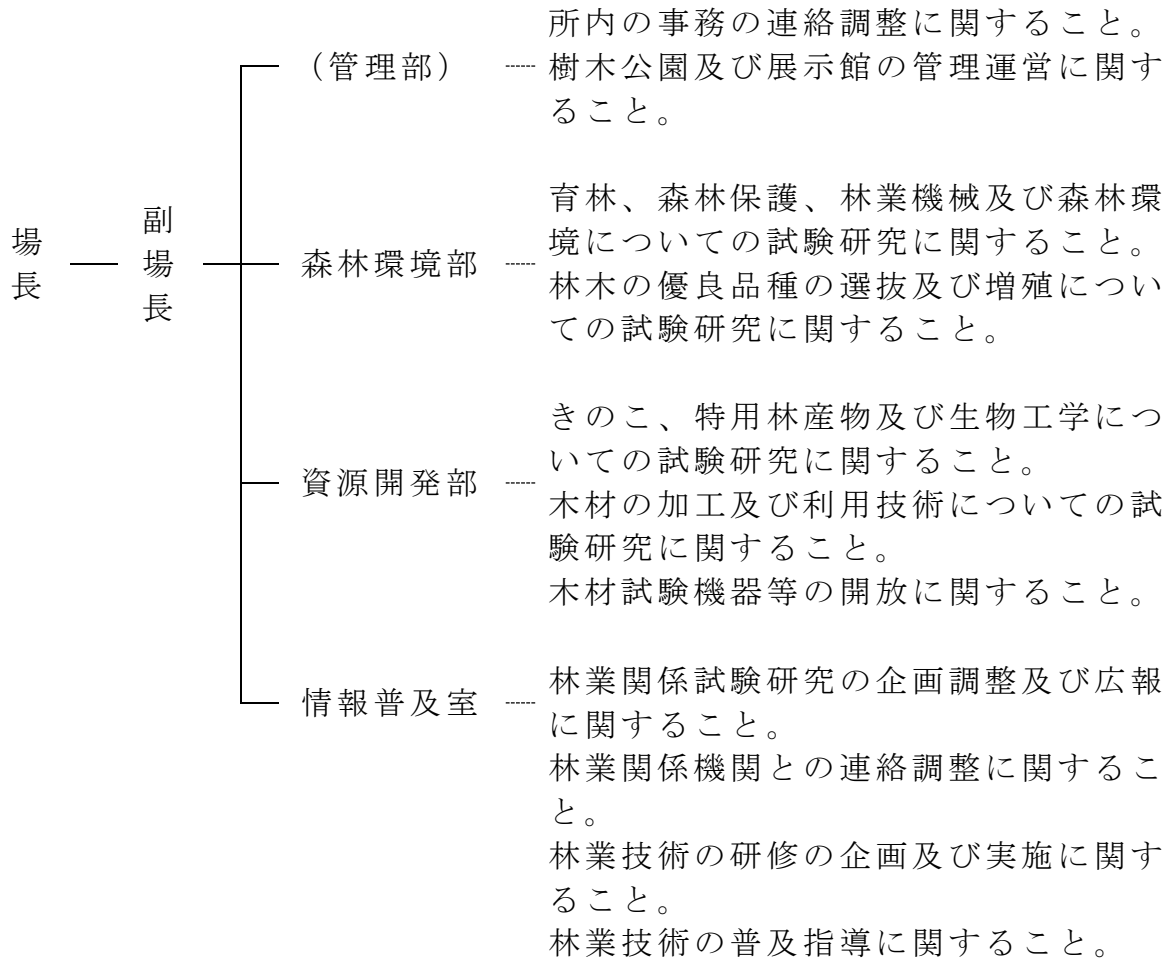 場長
副場長
（管理部）
所内の事務の連絡調整に関すること。
樹木公園及び展示館の管理運営に関す
ること。
森林環境部
育林、森林保護、林業機械及び森林環
境についての試験研究に関すること。
林木の優良品種の選抜及び増殖につい
ての試験研究に関すること。
資源開発部
きのこ、特用林産物及び生物工学につ
いての試験研究に関すること。
木材の加工及び利用技術についての試
験研究に関すること。
木材試験機器等の開放に関すること。
情報普及室
林業関係試験研究の企画調整及び広報
に関すること。
林業関係機関との連絡調整に関するこ
と。
林業技術の研修の企画及び実施に関す
ること。
林業技術の普及指導に関すること。